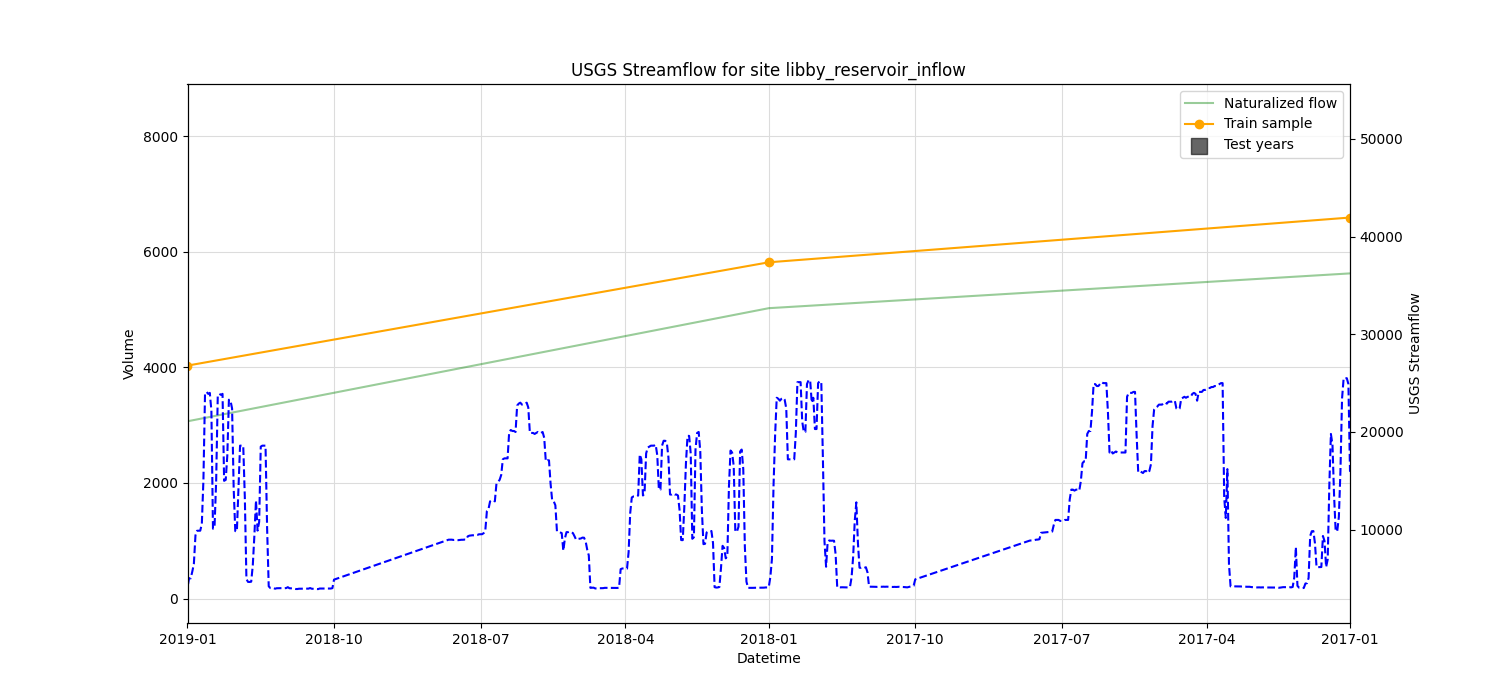 USGS Streamflow for site libby_reservoir_inflow
Naturalized flow
Train sample
Test years
Volume
8000
6000
4000
2000
0
USGS Streamflow
50000
40000
30000
20000
10000
2019-01 2018-10 2018-07 2018-04 2018-01 2017-10 2017-07 2017-04 2017-01
Datetime